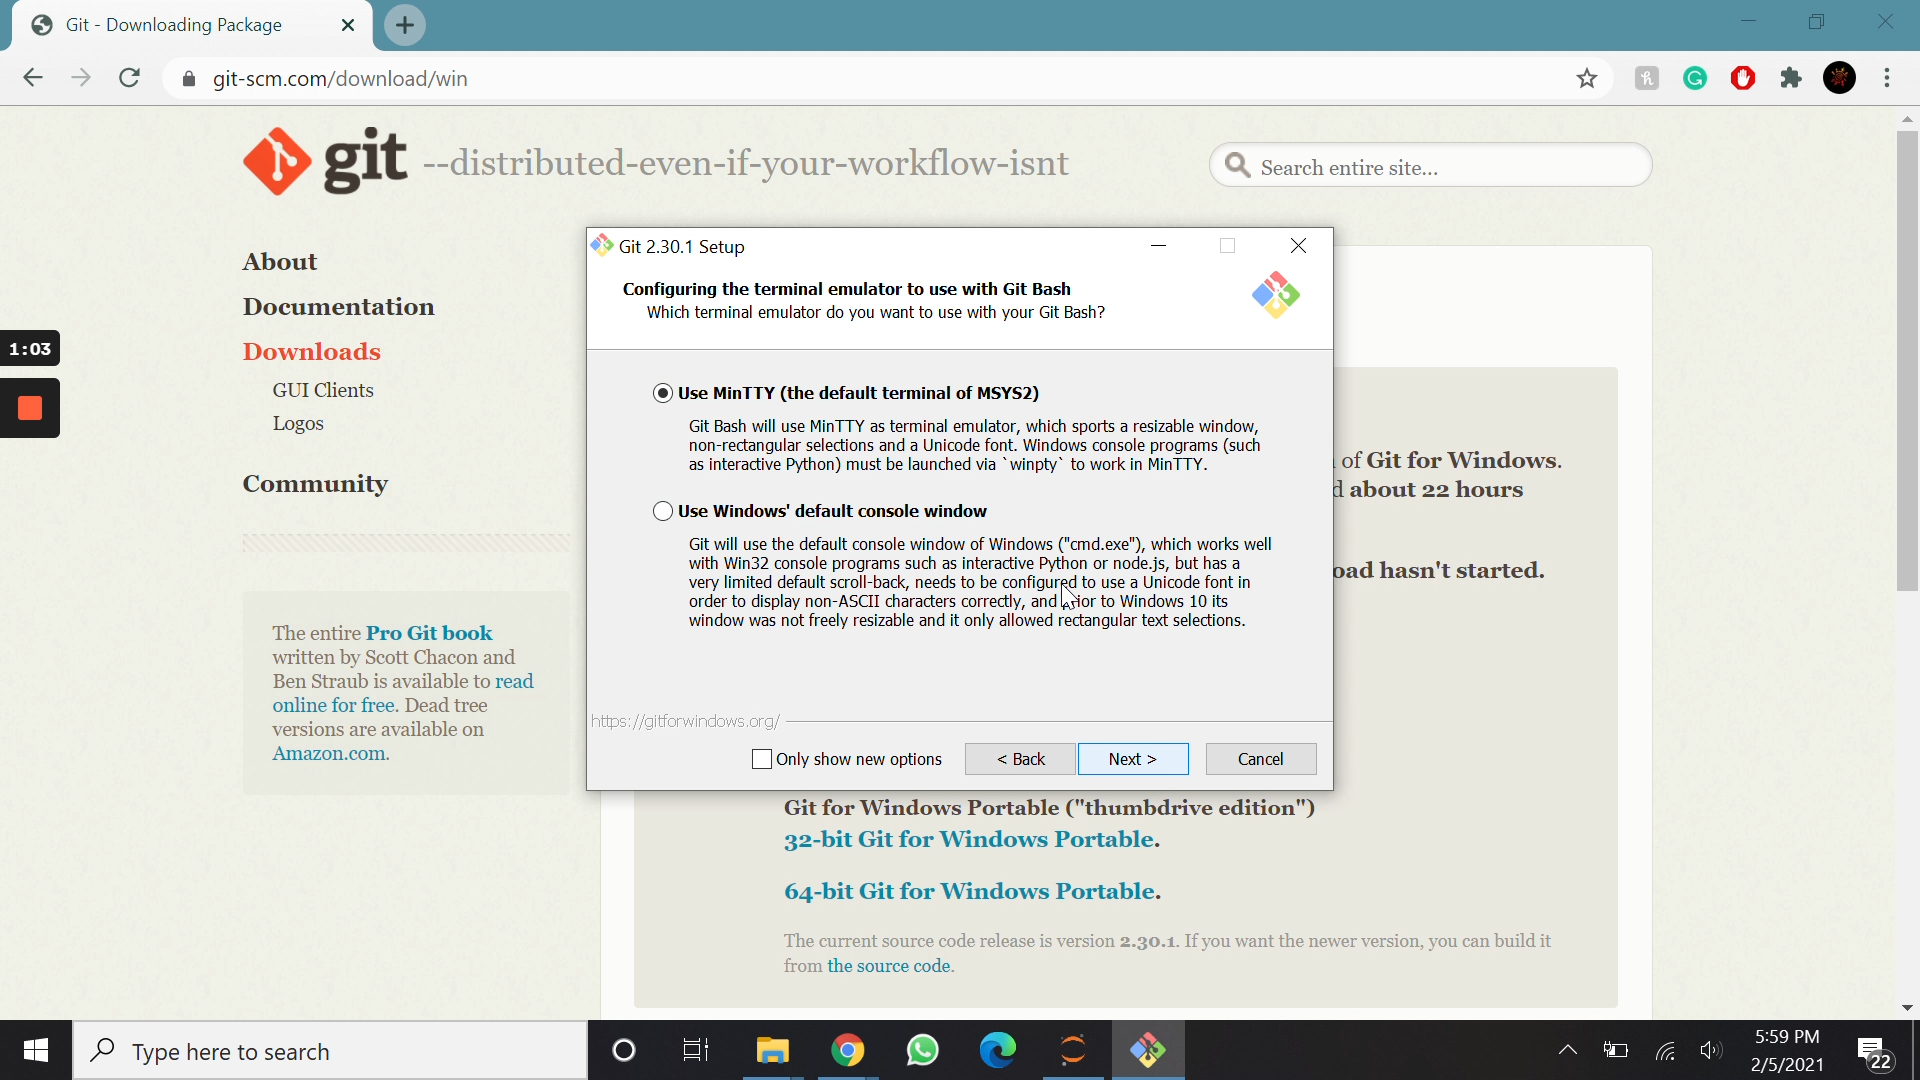 Git - Downloading Package
git-scm.com/download/win
git --distributed-even-if-your-workflow-isnt
Search entire site...
About
Documentation
Downloads
GUI Clients
Logos
Community
The entire Pro Git book
written by Scott Chacon and
Ben Straub is available to read
online for free. Dead tree
versions are available on
Amazon.com.
1:03
Git 2.30.1 Setup
Configuring the terminal emulator to use with Git Bash
Which terminal emulator do you want to use with your Git Bash?
Use MinTTY (the default terminal of MSYS2)
Git Bash will use MinTTY as terminal emulator, which sports a resizable window,
non-rectangular selections and a Unicode font. Windows console programs (such
as interactive Python) must be launched via `winpty` to work in MinTTY.
Use Windows' default console window
Git will use the default console window of Windows ("cmd.exe"), which works well
with Win32 console programs such as interactive Python or node.js, but has a
very limited default scroll-back, needs to be configured to use a Unicode font in
order to display non-ASCII characters correctly, and prior to Windows 10 its
window was not freely resizable and it only allowed rectangular text selections.
https://gitforwindows.org/
Only show new options
< Back
Next >
Cancel
of Git for Windows.
about 22 hours
hasn't started.
Git for Windows Portable ("thumbdrive edition")
32-bit Git for Windows Portable.
64-bit Git for Windows Portable.
The current source code release is version 2.30.1. If you want the newer version, you can build it
from the source code.
Type here to search
5:59 PM
2/5/2021
22